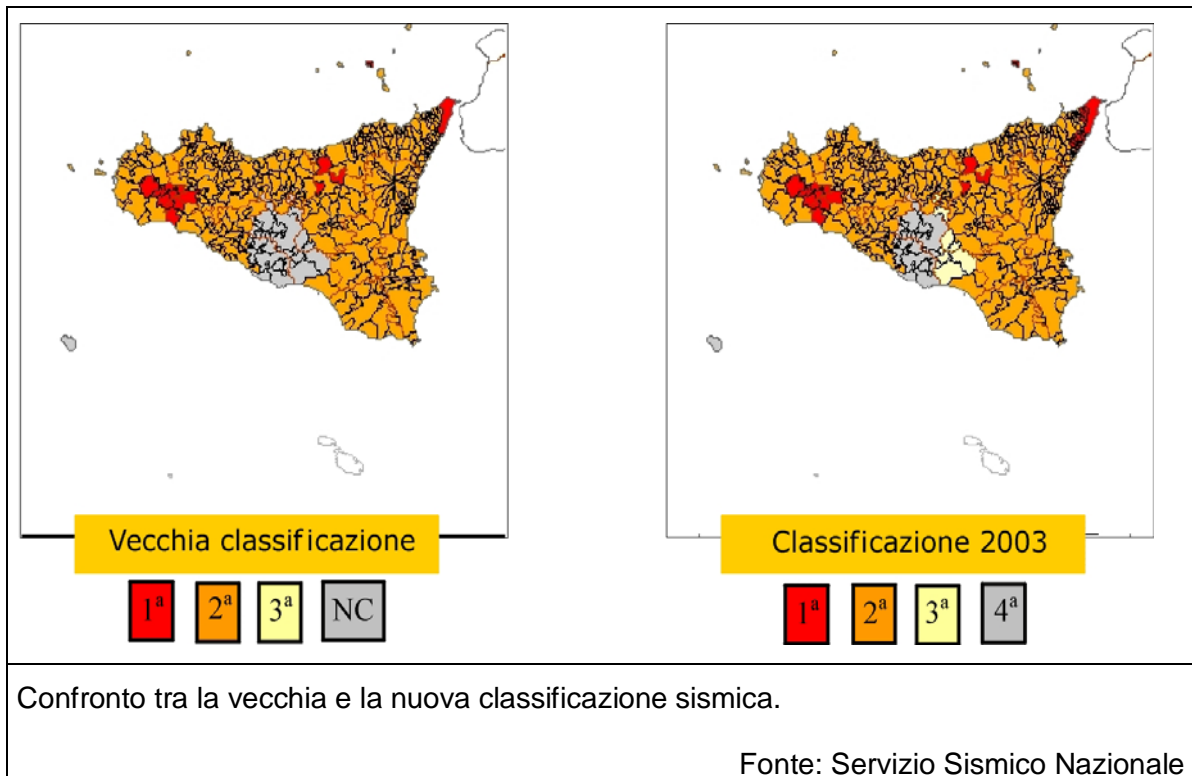 Vecchia classificazione
1ª 2ª 3ª NC
Classificazione 2003
1ª 2ª 3ª 4ª
Confronto tra la vecchia e la nuova classificazione sismica.
Fonte: Servizio Sismico Nazionale